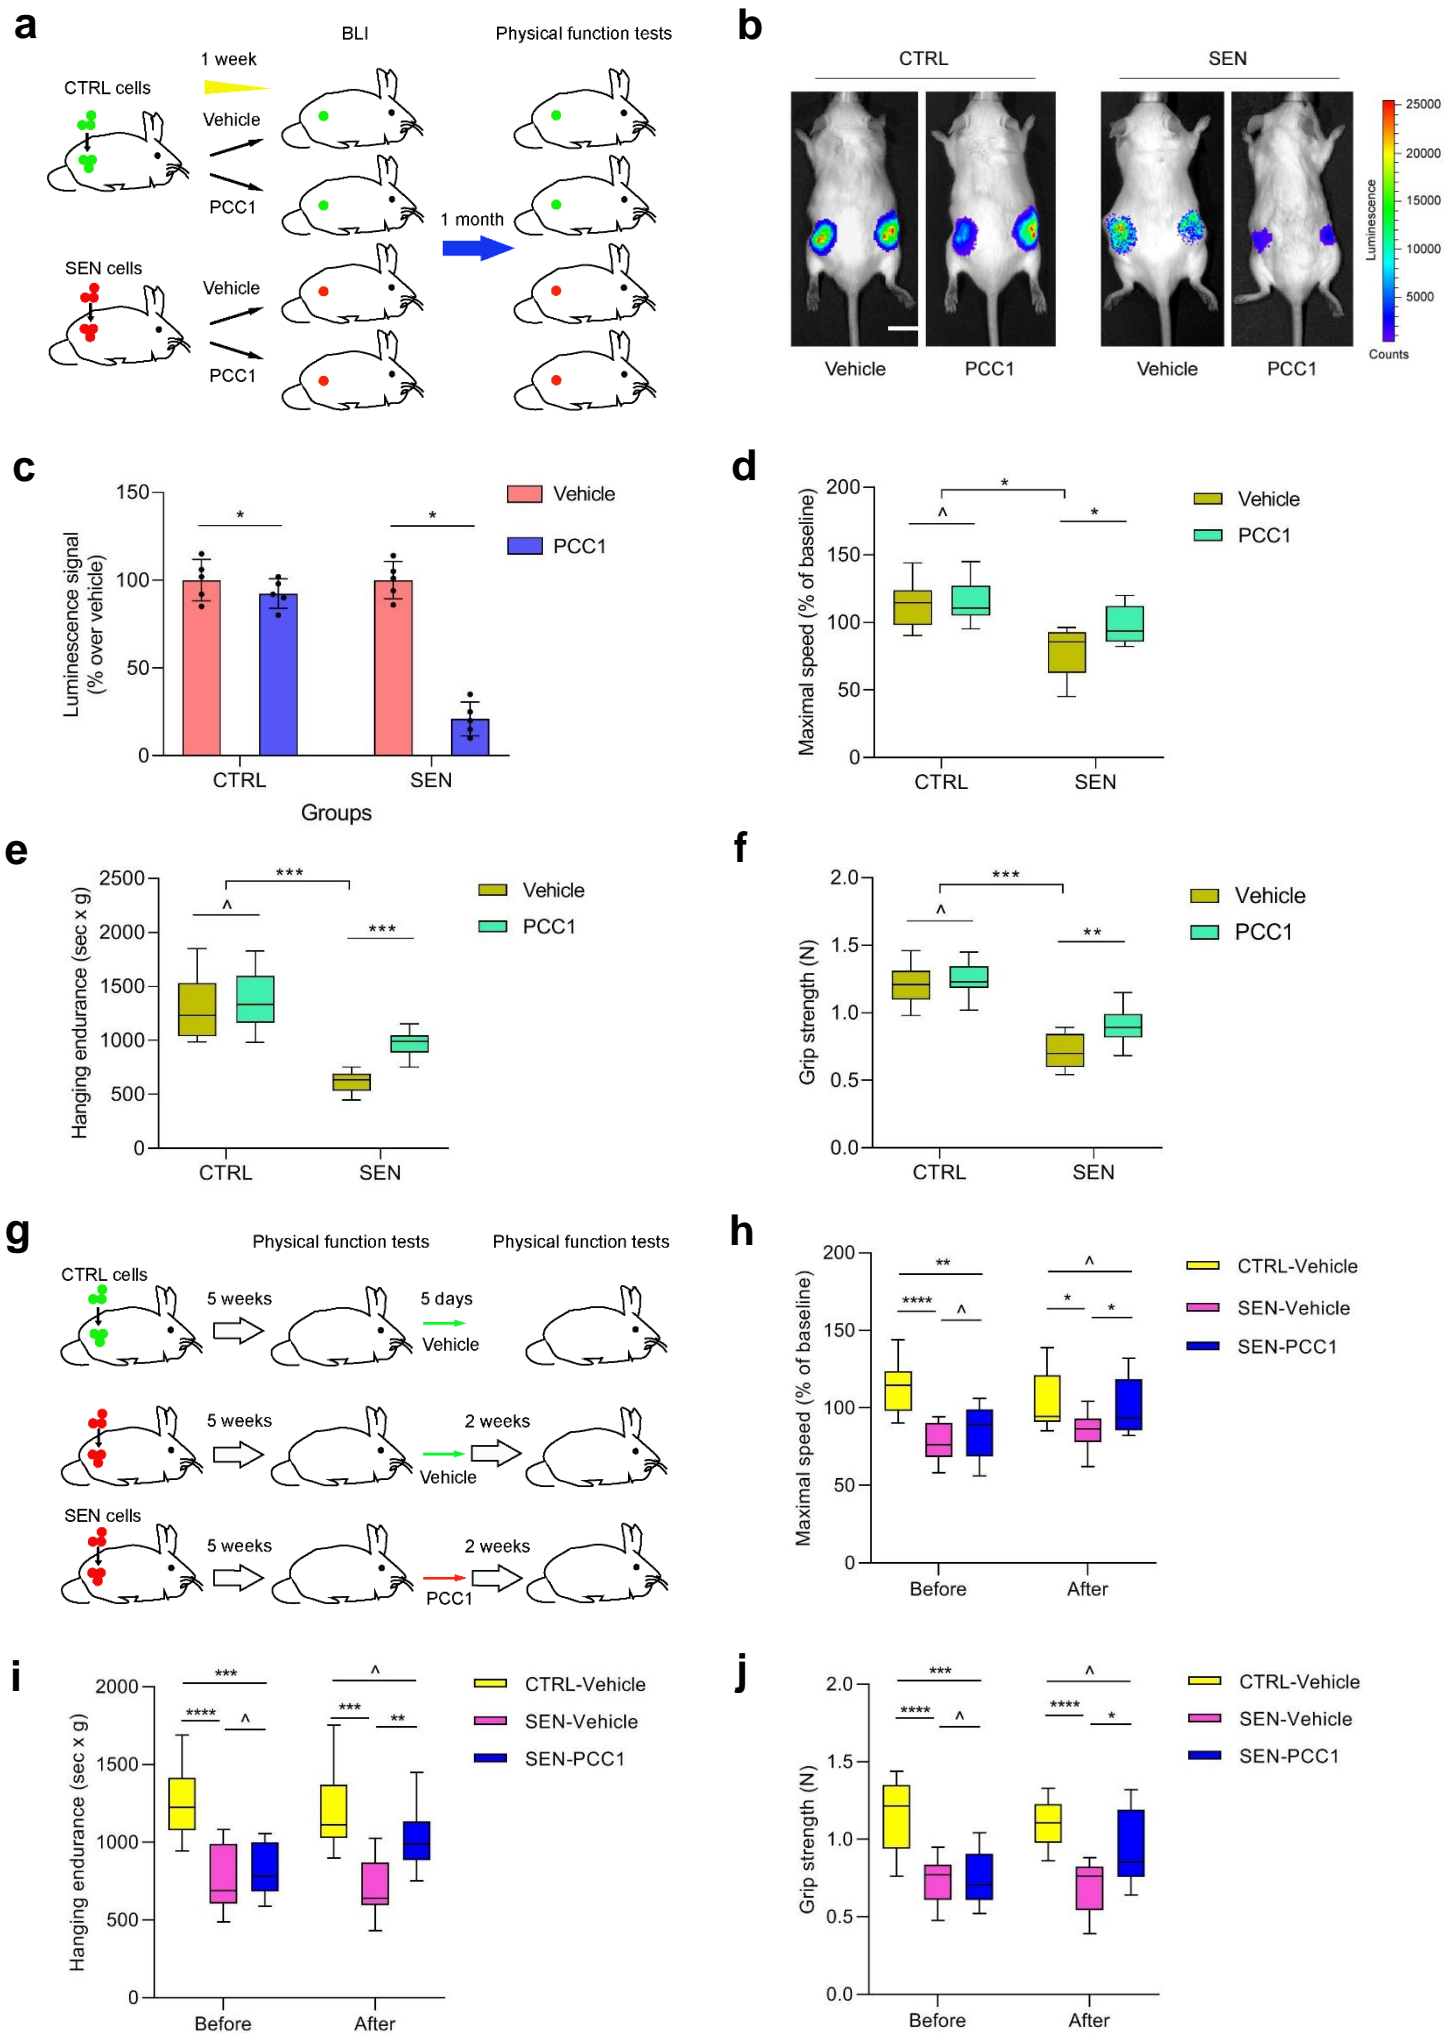 a
BLI
Physical function tests
1 week
CTRL cells
Vehicle
PCC1
1 month
SEN cells
Vehicle
PCC1
b
CTRL
SEN
Vehicle
PCC1
Vehicle
PCC1
25000
20000
15000
10000
5000
Luminescence
Counts
c
150
100
50
0
Luminescence signal
(% over vehicle)
*
*
CTRL
SEN
Groups
Vehicle
PCC1
d
200
150
100
50
0
Maximal speed (% of baseline)
*
^
*
CTRL
SEN
Vehicle
PCC1
e
2500
2000
1500
1000
500
0
Hanging endurance (sec x g)
***
^
***
CTRL
SEN
Vehicle
PCC1
f
2.0
1.5
1.0
0.5
0.0
Grip strength (N)
***
^
**
CTRL
SEN
Vehicle
PCC1
g
Physical function tests
Physical function tests
CTRL cells
5 weeks
5 days
Vehicle
5 weeks
2 weeks
Vehicle
SEN cells
5 weeks
2 weeks
PCC1
h
200
150
100
50
0
Maximal speed (% of baseline)
**
****
^
^
*
*
Before
After
CTRL-Vehicle
SEN-Vehicle
SEN-PCC1
i
2000
1500
1000
500
0
Hanging endurance (sec x g)
***
****
^
^
***
**
Before
After
CTRL-Vehicle
SEN-Vehicle
SEN-PCC1
j
2.0
1.5
1.0
0.5
0.0
Grip strength (N)
***
****
^
^
****
*
Before
After
CTRL-Vehicle
SEN-Vehicle
SEN-PCC1